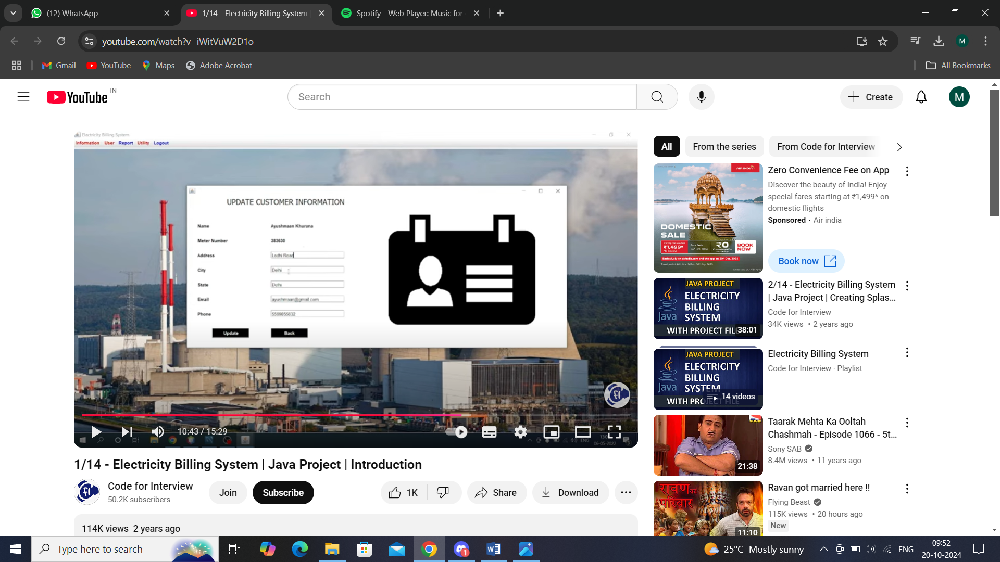 (12) WhatsApp
1/14 - Electricity Billing System
Spotify - Web Player: Music for
youtube.com/watch?v=iWitVuW2D1o
M
Gmail
YouTube
Maps
Adobe Acrobat
All Bookmarks
YouTube IN
Search
Create
M
Electricity Billing System
Information User Report Utility Logout
UPDATE CUSTOMER INFORMATION
Name Ayushmaan Khurana
Meter Number 383630
Address Lodhi Road
City Delhi
State Delhi
Email ayushmaan@gmail.com
Phone
Update Back
10:43 / 15:29
ENG
06-05-2022
1/14 - Electricity Billing System | Java Project | Introduction
Code for Interview
50.2K subscribers
Join
Subscribe
1K
Share
Download
114K views 2 years ago
All
From the series
From Code for Interview
AIR INDIA
DOMESTIC
SALE
₹1,499*
₹0
BOOK
NOW
Zero Convenience Fee on App
Discover the beauty of India! Enjoy
special fares starting at ₹1,499* on
domestic flights
Sponsored · Air india
Book now
JAVA PROJECT
ELECTRICITY
BILLING
SYSTEM
Java
WITH PROJECT FIL
38:01
2/14 - Electricity Billing System
| Java Project | Creating Splas...
Code for Interview
34K views • 2 years ago
JAVA PROJECT
ELECTRICITY
BILLING
SYSTEM
Java
14 videos
Electricity Billing System
Code for Interview · Playlist
SAB
21:38
Taarak Mehta Ka Ooltah
Chashmah - Episode 1066 - 5t...
Sony SAB
8.4M views • 11 years ago
रावण का
परिवार
11:10
Ravan got married here !!
Flying Beast
115K views • 20 hours ago
New
Type here to search
1
25°C Mostly sunny
ENG
09:52
20-10-2024